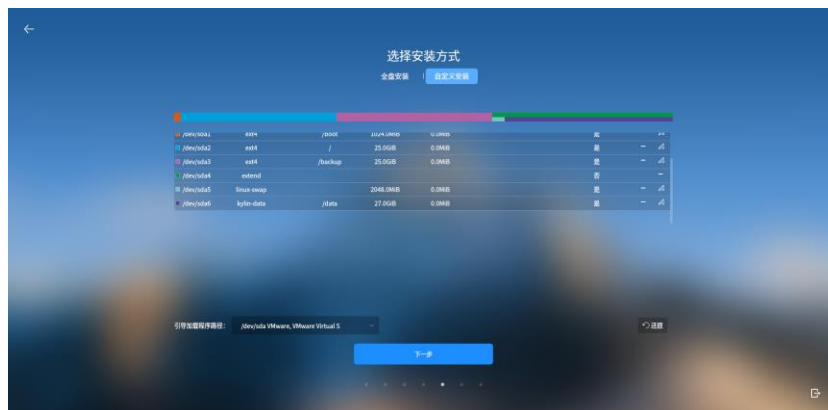 选择安装方式
全盘安装 自定义安装
/dev/sda1 ext4 /boot 1024.0MiB 0.0MiB 是
/dev/sda2 ext4 / 25.0GiB 0.0MiB 是
/dev/sda3 ext4 /backup 25.0GiB 0.0MiB 是
/dev/sda4 extend 否
/dev/sda5 linux-swap 2048.0MiB 0.0MiB 是
/dev/sda6 kylin-data /data 27.0GiB 0.0MiB 是
引导加载程序路径： /dev/sda VMware, VMware Virtual S
还原
下一步